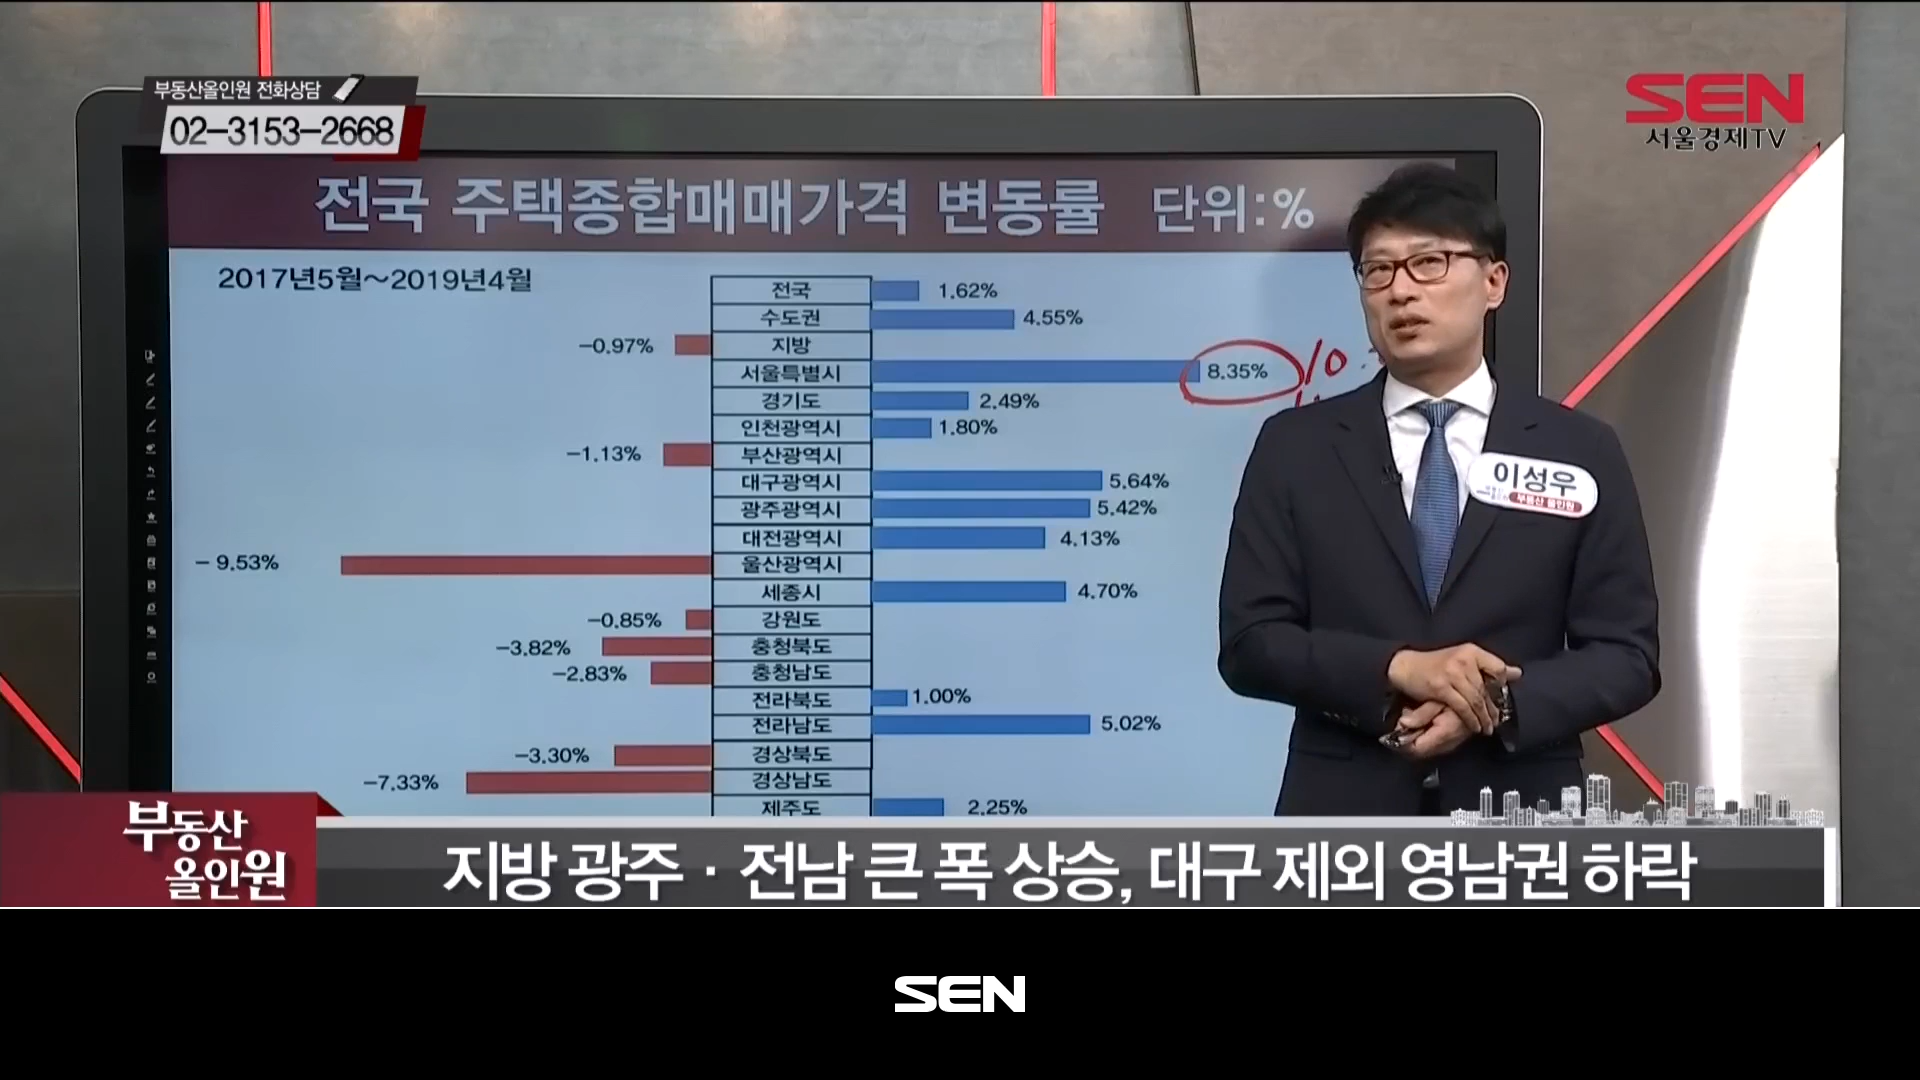 부동산올인원 전화상담
02-3153-2668
SEN
서울경제TV
전국 주택종합매매가격 변동률 단위:%
2017년5월~2019년4월
전국 1.62%
수도권 4.55%
-0.97% 지방
서울특별시 8.35% 10
경기도 2.49%
인천광역시 1.80%
-1.13% 부산광역시
대구광역시 5.64%
광주광역시 5.42%
대전광역시 4.13%
- 9.53% 울산광역시
세종시 4.70%
-0.85% 강원도
-3.82% 충청북도
-2.83% 충청남도
전라북도 1.00%
전라남도 5.02%
-3.30% 경상북도
-7.33% 경상남도
제주도 2.25%
이성우
부동산 올인원
부동산
올인원
지방 광주 · 전남 큰 폭 상승, 대구 제외 영남권 하락
SEN